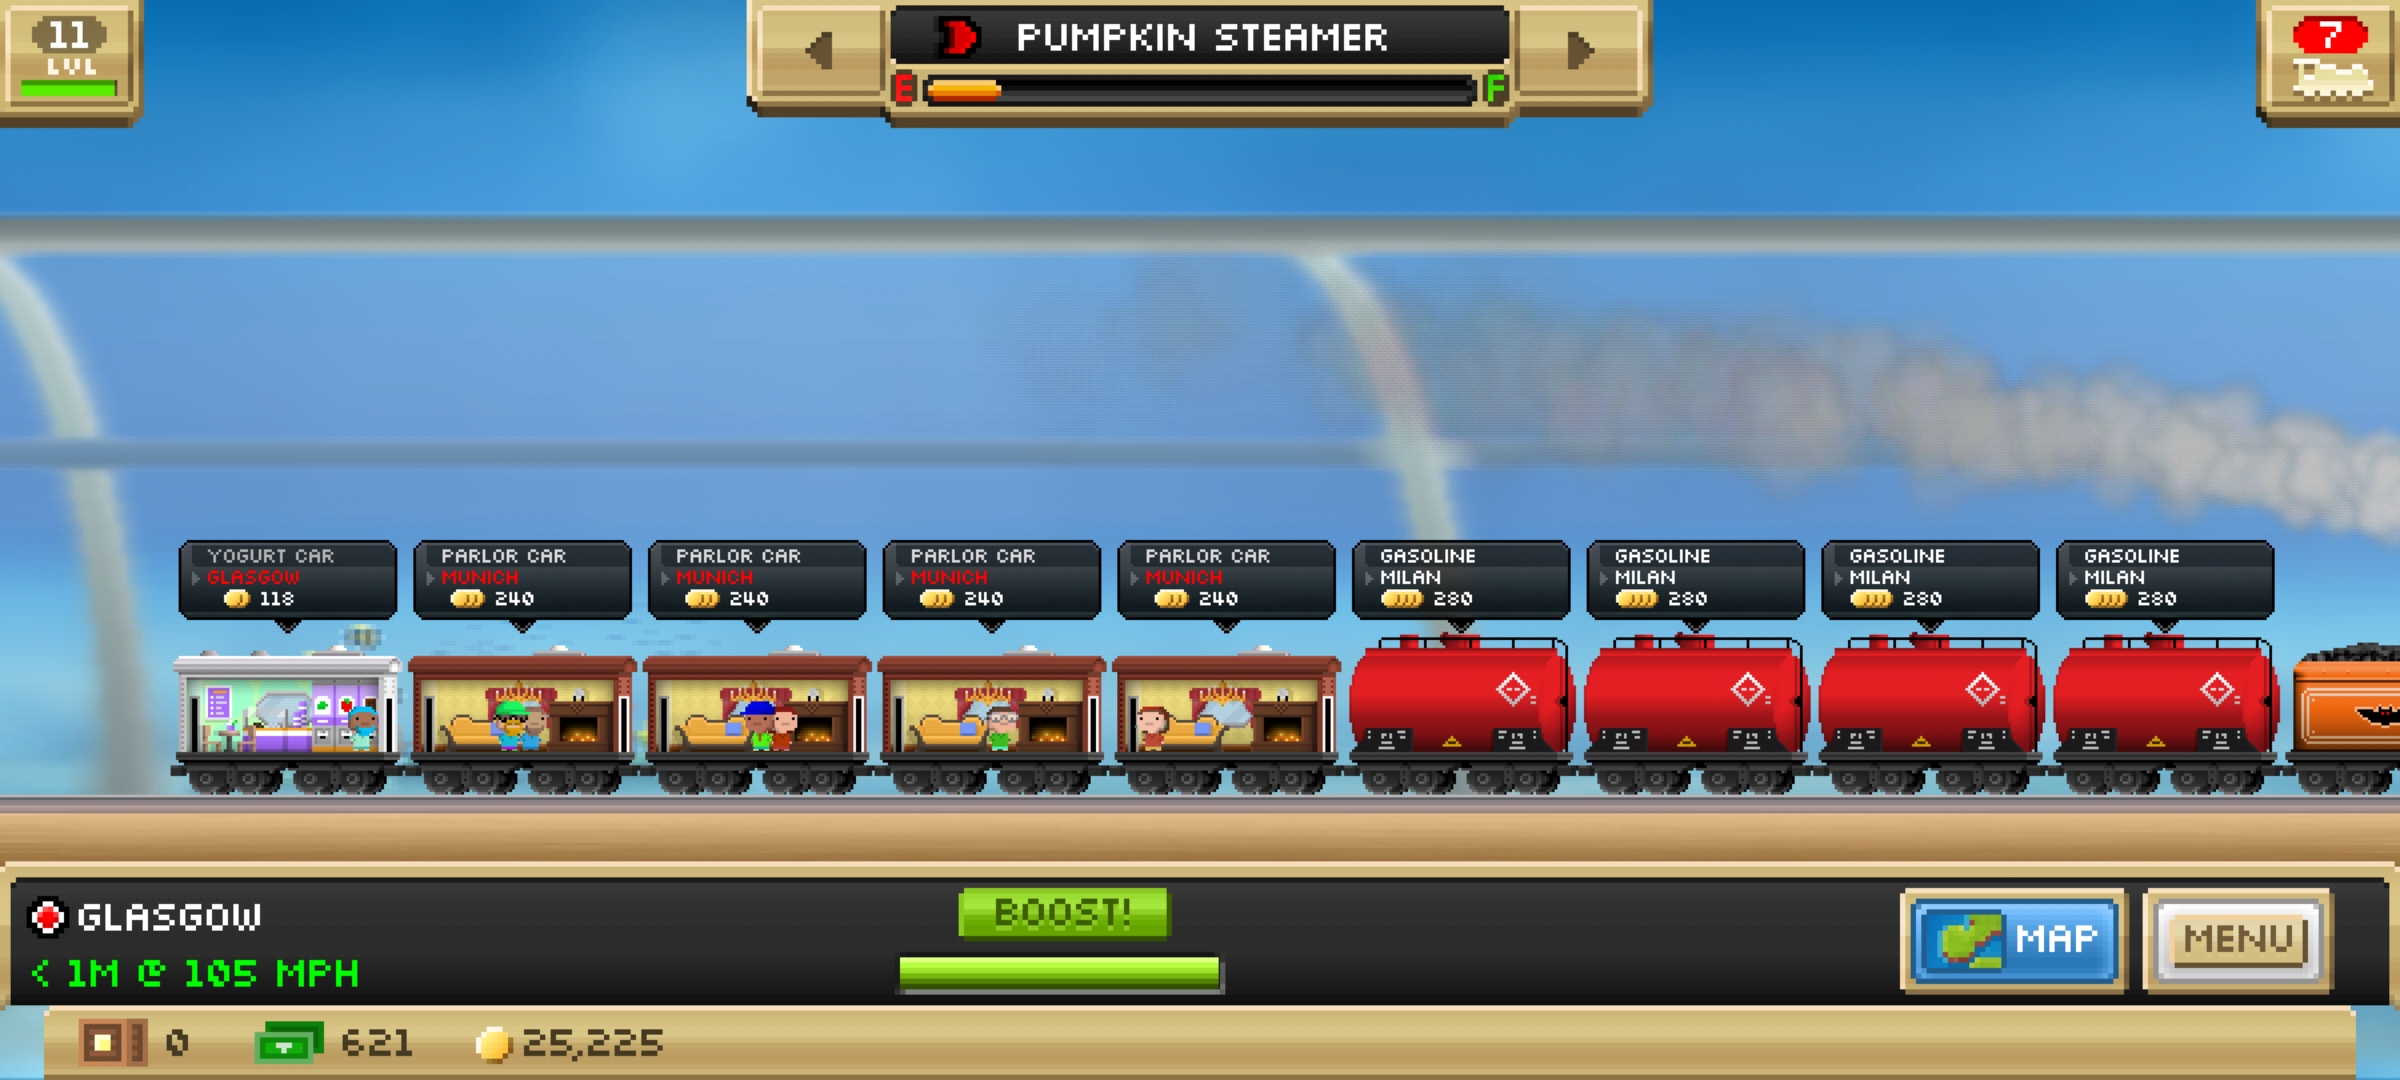 11
LVL
PUMPKIN STEAMER
E
F
7
YOGURT CAR
GLASGOW
118
PARLOR CAR
MUNICH
240
PARLOR CAR
MUNICH
240
PARLOR CAR
MUNICH
240
PARLOR CAR
MUNICH
240
GASOLINE
MILAN
280
GASOLINE
MILAN
280
GASOLINE
MILAN
280
GASOLINE
MILAN
280
GLASGOW
< 1M @ 105 MPH
BOOST!
MAP
MENU
0
621
25,225